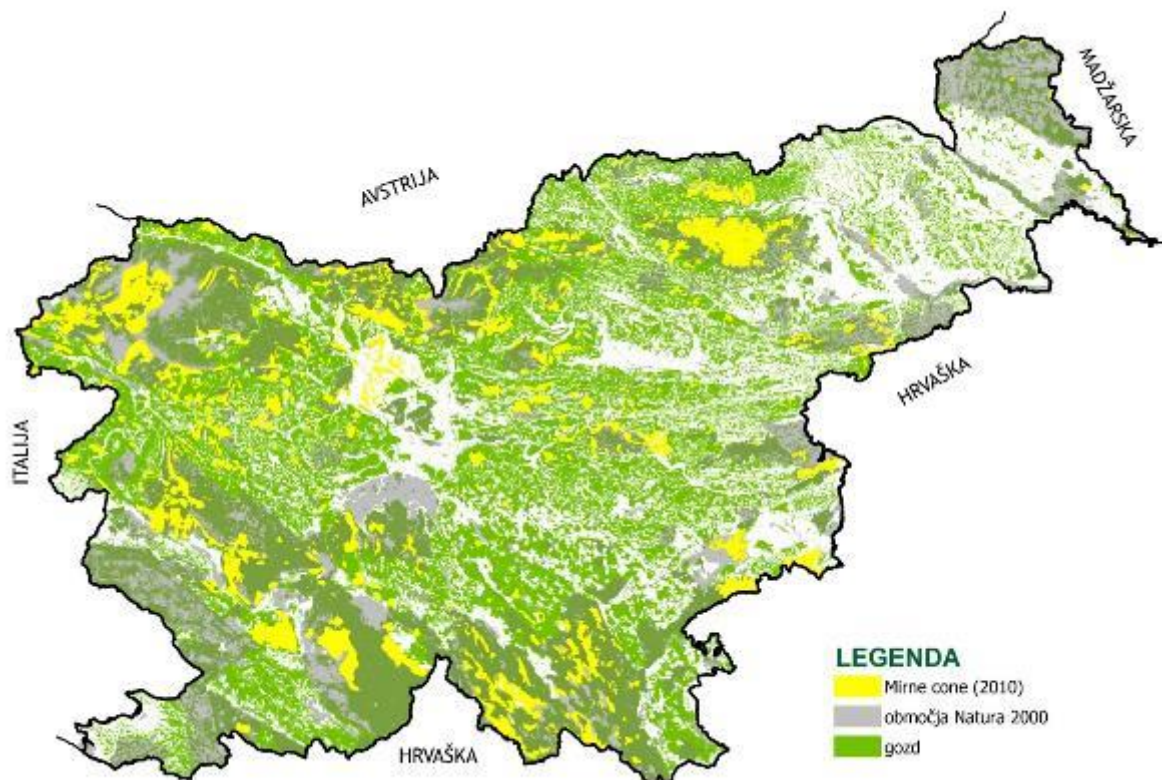 MADŽARSKA
AVSTRIJA
HRVAŠKA
ITALIJA
HRVAŠKA
LEGENDA
Mirne cone (2010)
območja Natura 2000
gozd